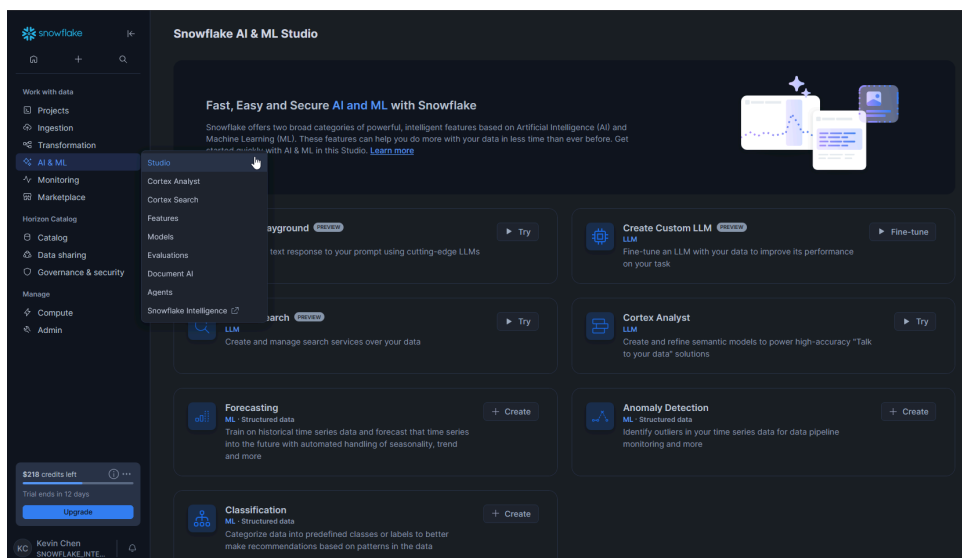 snowflake
Work with data
Projects
Ingestion
Transformation
AI & ML
Monitoring
Marketplace
Horizon Catalog
Catalog
Data sharing
Governance & security
Manage
Compute
Admin
$218 credits left
Trial ends in 12 days
Upgrade
KC
Kevin Chen
SNOWFLAKE_INTE...
Studio
Cortex Analyst
Cortex Search
Features
Models
Evaluations
Document AI
Agents
Snowflake Intelligence
Snowflake AI & ML Studio
Fast, Easy and Secure AI and ML with Snowflake
Snowflake offers two broad categories of powerful, intelligent features based on Artificial Intelligence (AI) and
Machine Learning (ML). These features can help you do more with your data in less time than ever before. Get
started quickly with AI & ML in this Studio. Learn more
ayground PREVIEW
Try
text response to your prompt using cutting-edge LLMs
Create Custom LLM PREVIEW
Fine-tune
LLM
Fine-tune an LLM with your data to improve its performance
on your task
earch PREVIEW
Try
LLM
Create and manage search services over your data
Cortex Analyst
Try
LLM
Create and refine semantic models to power high-accuracy "Talk
to your data" solutions
Forecasting
Create
ML · Structured data
Train on historical time series data and forecast that time series
into the future with automated handling of seasonality, trend
and more
Anomaly Detection
Create
ML · Structured data
Identify outliers in your time series data for data pipeline
monitoring and more
Classification
Create
ML · Structured data
Categorize data into predefined classes or labels to better
make recommendations based on patterns in the data